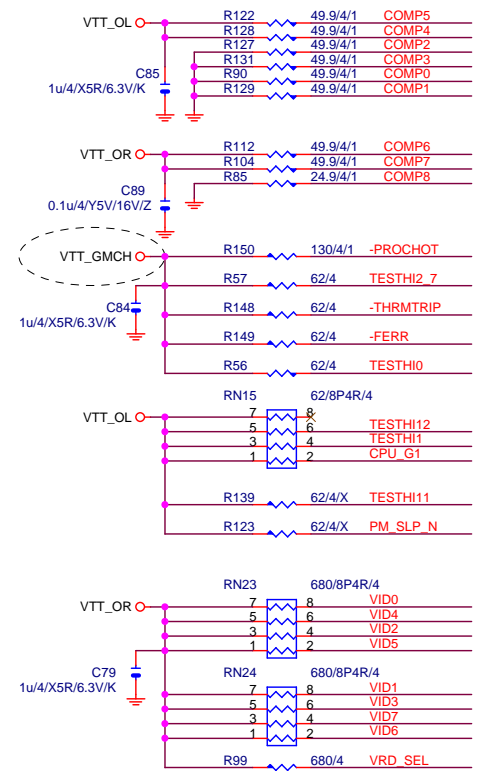 VTT_OL R122 49.9/4/1 COMP5
R128 49.9/4/1 COMP4
R127 49.9/4/1 COMP2
R131 49.9/4/1 COMP3
C85 R90 49.9/4/1 COMP0
1u/4/X5R/6.3V/K R129 49.9/4/1 COMP1
VTT_OR R112 49.9/4/1 COMP6
R104 49.9/4/1 COMP7
R85 24.9/4/1 COMP8
C89
0.1u/4/Y5V/16V/Z
VTT_GMCH R150 130/4/1 -PROCHOT
R57 62/4 TESTHI2_7
C84 R148 62/4 -THRMTRIP
1u/4/X5R/6.3V/K
R149 62/4 -FERR
R56 62/4 TESTHI0
RN15 62/8P4R/4
VTT_OL 7 8
5 6 TESTHI12
3 4 TESTHI1
1 2 CPU_G1
R139 62/4/X TESTHI11
R123 62/4/X PM_SLP_N
RN23 680/8P4R/4
VTT_OR 7 8 VID0
5 6 VID4
3 4 VID2
1 2 VID5
C79 RN24 680/8P4R/4
1u/4/X5R/6.3V/K 7 8 VID1
5 6 VID3
3 4 VID7
1 2 VID6
R99 680/4 VRD_SEL